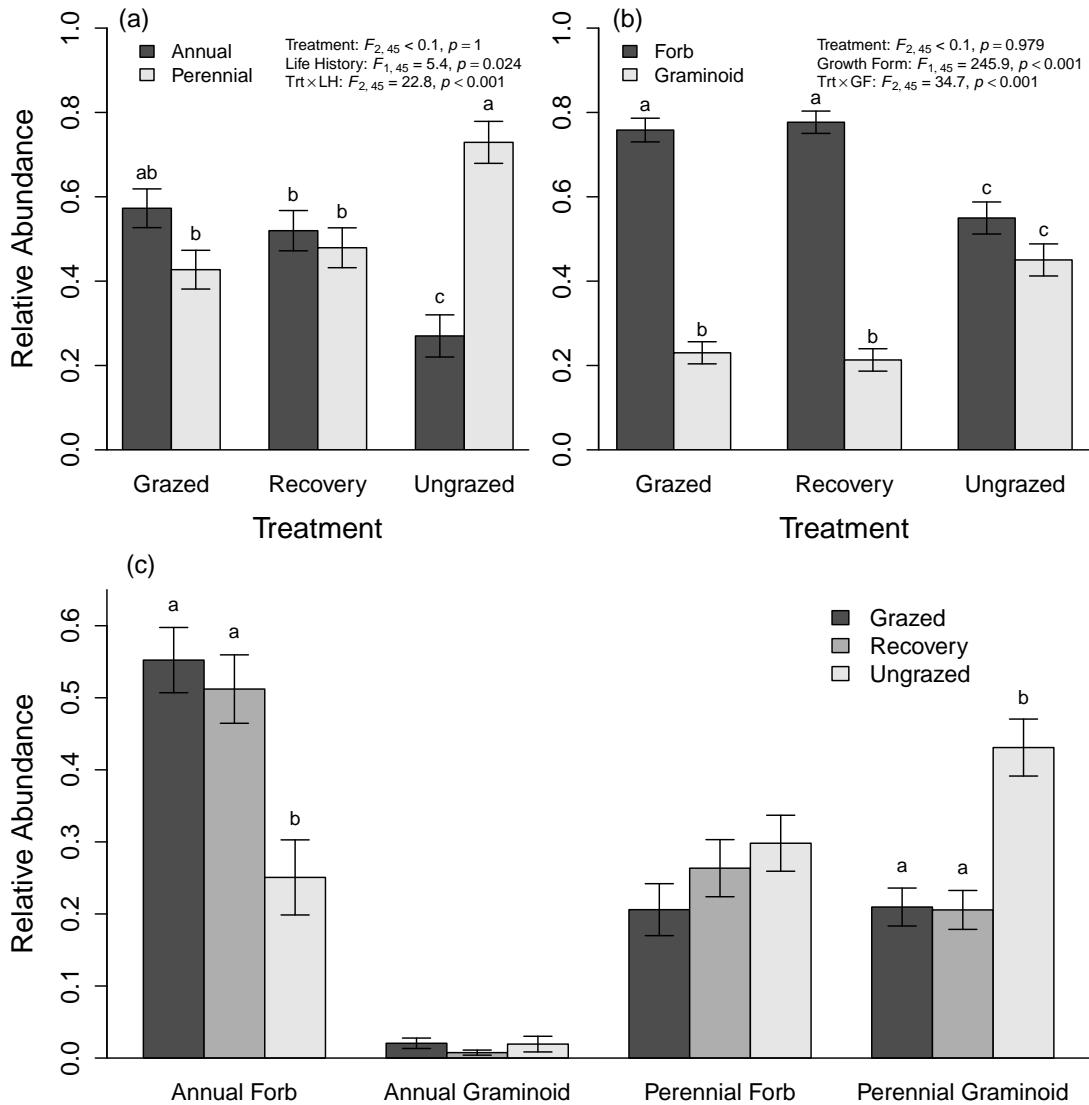 (a)
Annual
Perennial
Treatment: F2, 45 < 0.1, p = 1
Life History: F1, 45 = 5.4, p = 0.024
Trt×LH: F2, 45 = 22.8, p < 0.001
Relative Abundance
0.0 0.2 0.4 0.6 0.8 1.0
ab b b b c a
Grazed Recovery Ungrazed
Treatment
(b)
Forb
Graminoid
Treatment: F2, 45 < 0.1, p = 0.979
Growth Form: F1, 45 = 245.9, p < 0.001
Trt×GF: F2, 45 = 34.7, p < 0.001
0.0 0.2 0.4 0.6 0.8 1.0
a b a b c c
Grazed Recovery Ungrazed
Treatment
(c)
Grazed
Recovery
Ungrazed
Relative Abundance
0.0 0.1 0.2 0.3 0.4 0.5 0.6
a a b a a b
Annual Forb Annual Graminoid Perennial Forb Perennial Graminoid